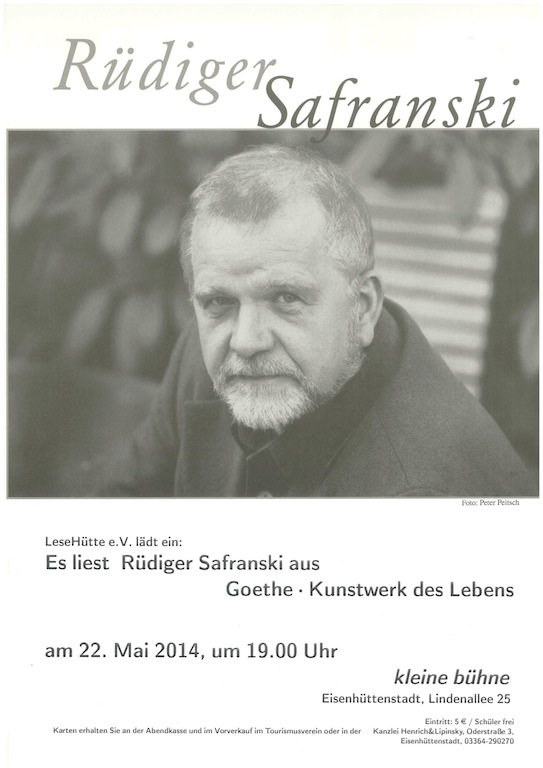 Rüdiger
Safranski
Foto: Peter Peitsch
LeseHütte e.V. lädt ein:
Es liest Rüdiger Safranski aus
Goethe · Kunstwerk des Lebens
am 22. Mai 2014, um 19.00 Uhr
kleine bühne
Eisenhüttenstadt, Lindenallee 25
Eintritt: 5 € / Schüler frei
Karten erhalten Sie an der Abendkasse und im Vorverkauf im Tourismusverein oder in der Kanzlei Henrich&Lipinsky, Oderstraße 3,
Eisenhüttenstadt, 03364-290270